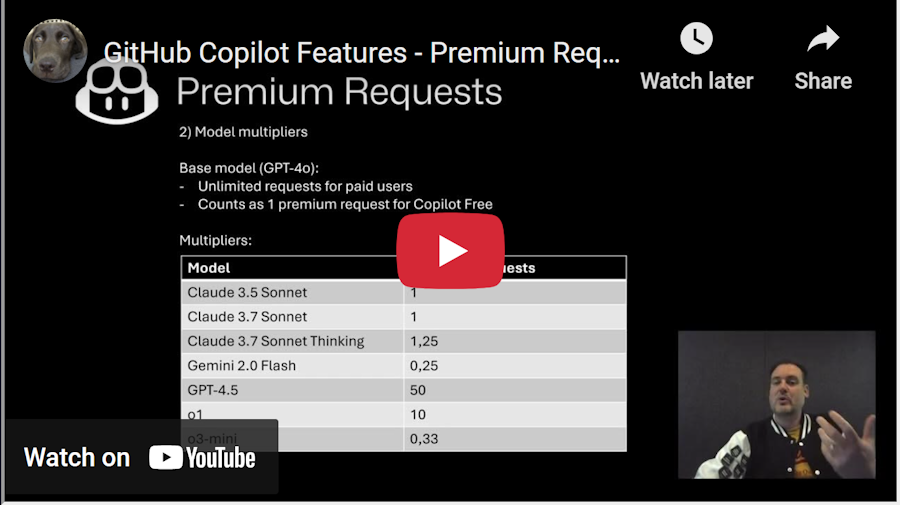 GitHub Copilot Features - Premium Req...
Watch later
Share
Premium Requests
2) Model multipliers
Base model (GPT-4o):
- Unlimited requests for paid users
- Counts as 1 premium request for Copilot Free
Multipliers:
Model ests
Claude 3.5 Sonnet 1
Claude 3.7 Sonnet 1
Claude 3.7 Sonnet Thinking 1,25
Gemini 2.0 Flash 0,25
GPT-4.5 50
o1 10
o3-mini 0,33
Watch on YouTube